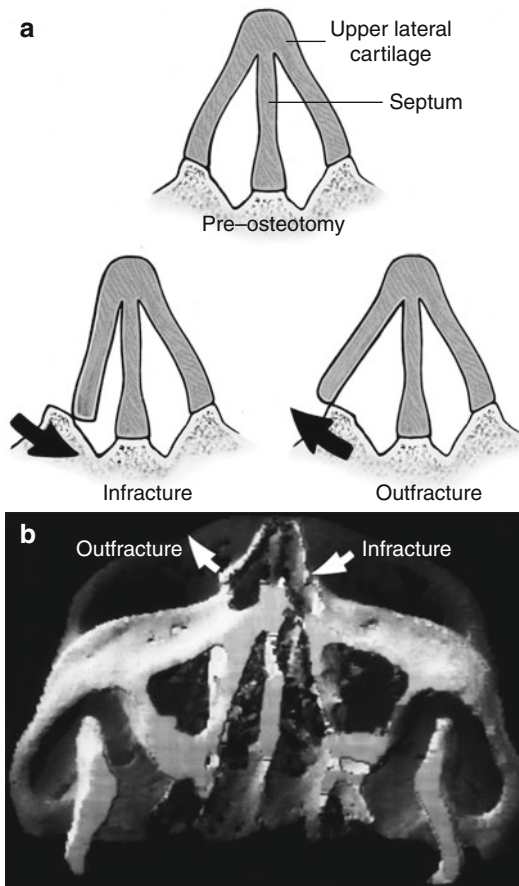 a
Upper lateral
cartilage
Septum
Pre–osteotomy
Infracture
Outfracture
b
Outfracture
Infracture